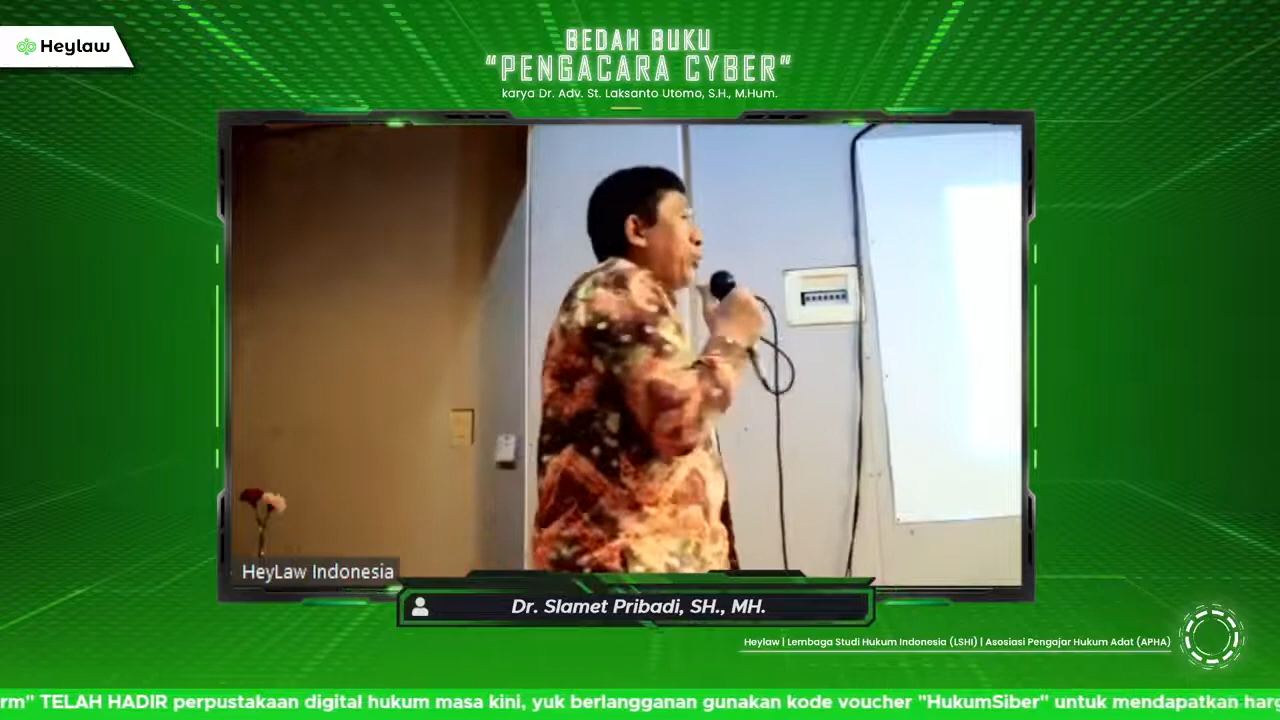 Heylaw
BEDAH BUKU
"PENGACARA CYBER"
karya Dr. Adv. St. Laksanto Utomo, S.H., M.Hum.
HeyLaw Indonesia
Dr. Slamet Pribadi, SH., MH.
Heylaw | Lembaga Studi Hukum Indonesia (LSHI) | Asosiasi Pengajar Hukum Adat (APHA)
rm" TELAH HADIR perpustakaan digital hukum masa kini, yuk berlangganan gunakan kode voucher "HukumSiber" untuk mendapatkan harg